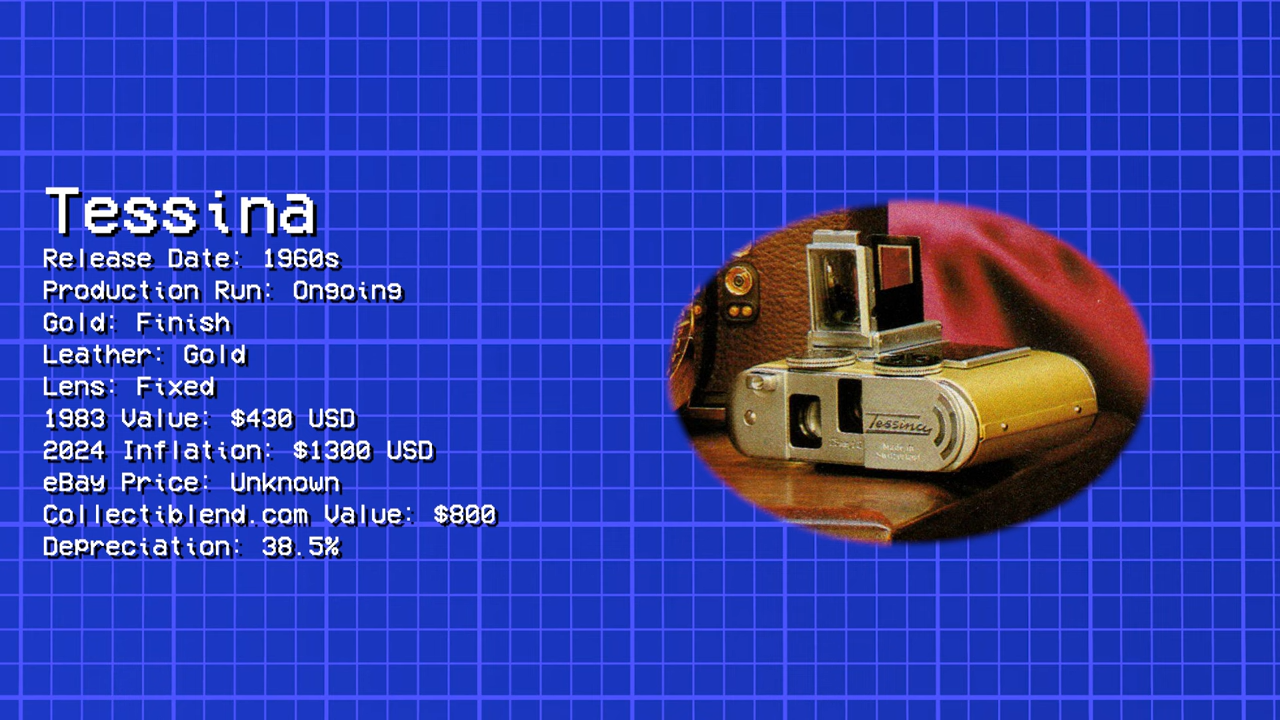 Tessina
Release Date: 1960s
Production Run: Ongoing
Gold: Finish
Leather: Gold
Lens: Fixed
1983 Value: $430 USD
2024 Inflation: $1300 USD
eBay Price: Unknown
Collectiblend.com Value: $800
Depreciation: 38.5%
Tessina
Made in
Switzerland